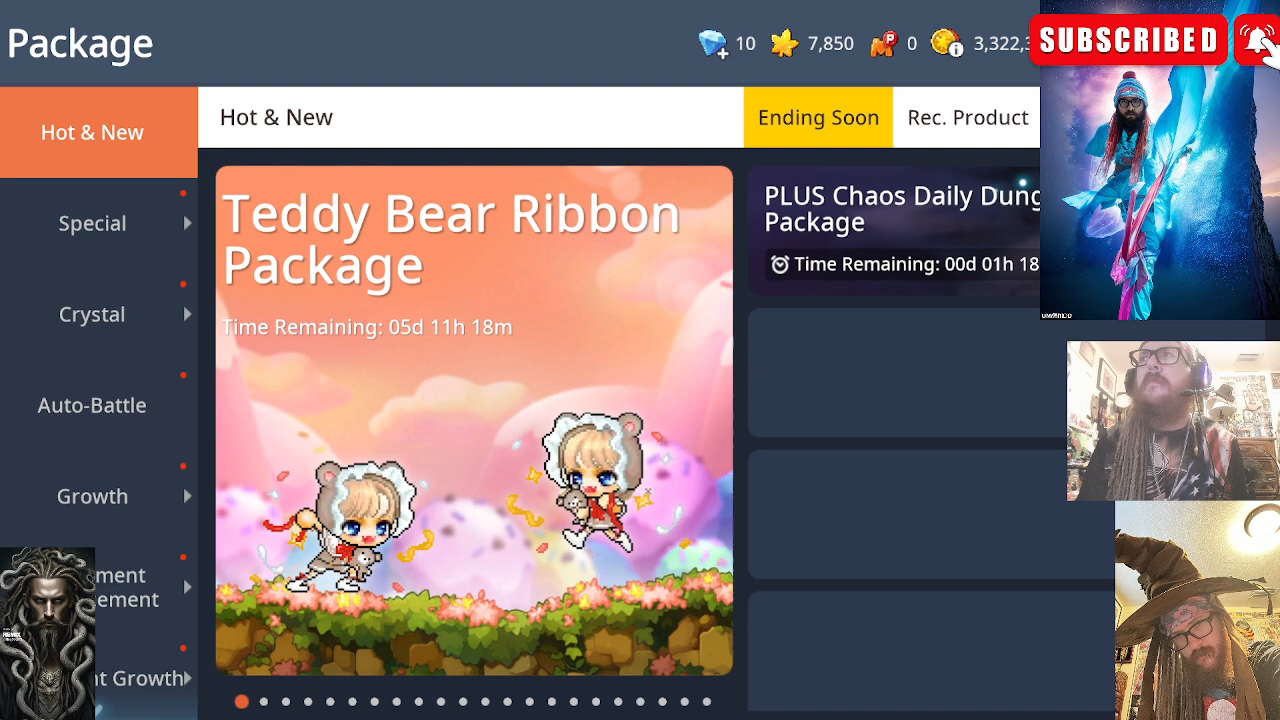 Package
10
7,850
0
3,322,3
SUBSCRIBED
Hot & New
Special
Crystal
Auto-Battle
Growth
ment
ement
nt Growth
Hot & New
Ending Soon
Rec. Product
Teddy Bear Ribbon
Package
Time Remaining: 05d 11h 18m
PLUS Chaos Daily Dung
Package
Time Remaining: 00d 01h 18
REMIX